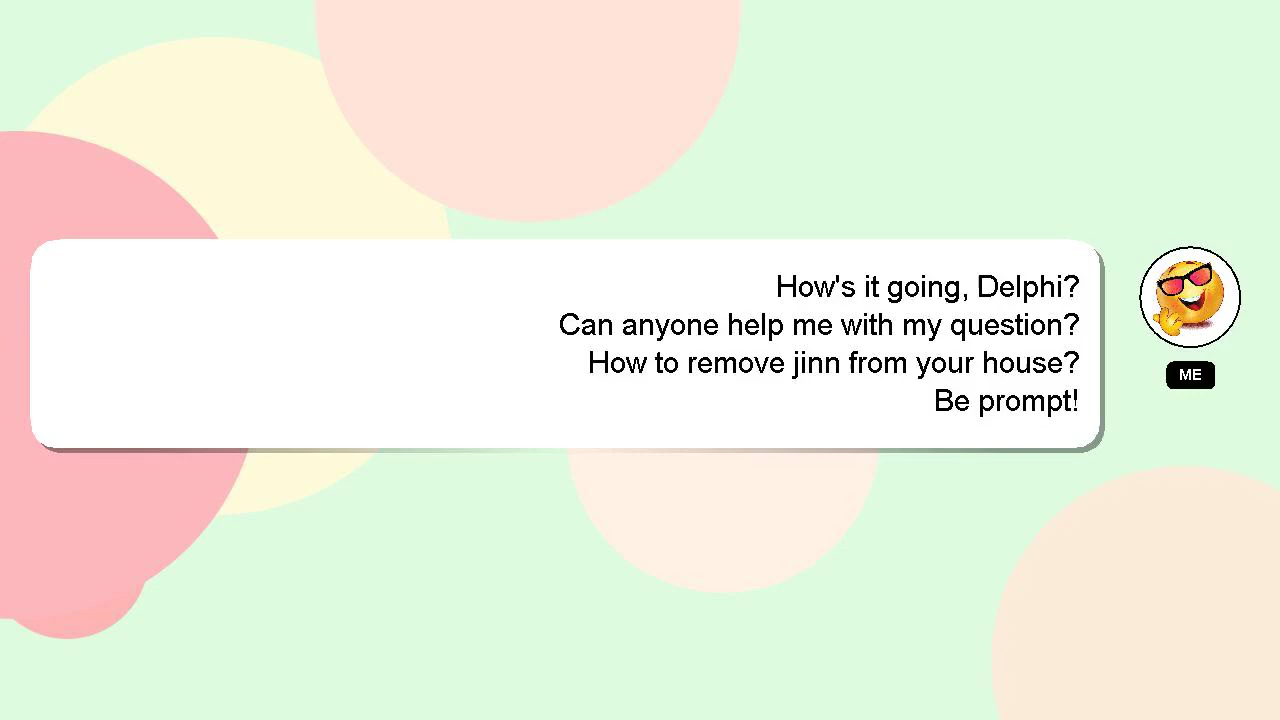 How's it going, Delphi?
Can anyone help me with my question?
How to remove jinn from your house?
Be prompt!
ME